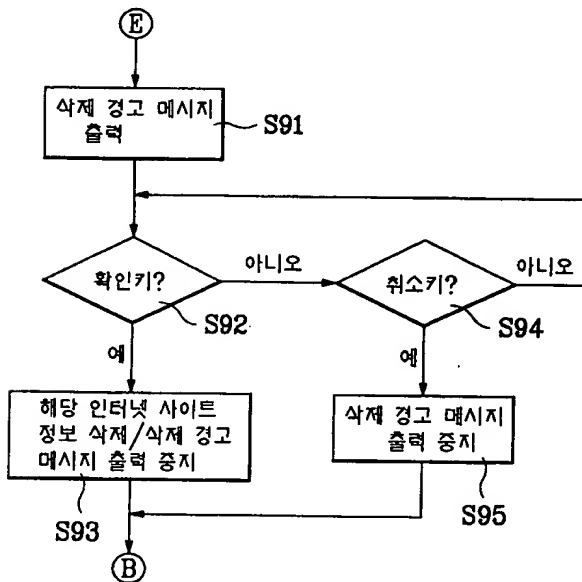 E
삭제 경고 메시지
출력
S91
확인키?
아니오
취소키?
아니오
S92
S94
예
예
해당 인터넷 사이트
정보 삭제/삭제 경고
메시지 출력 중지
삭제 경고 메시지
출력 중지
S93
S95
B